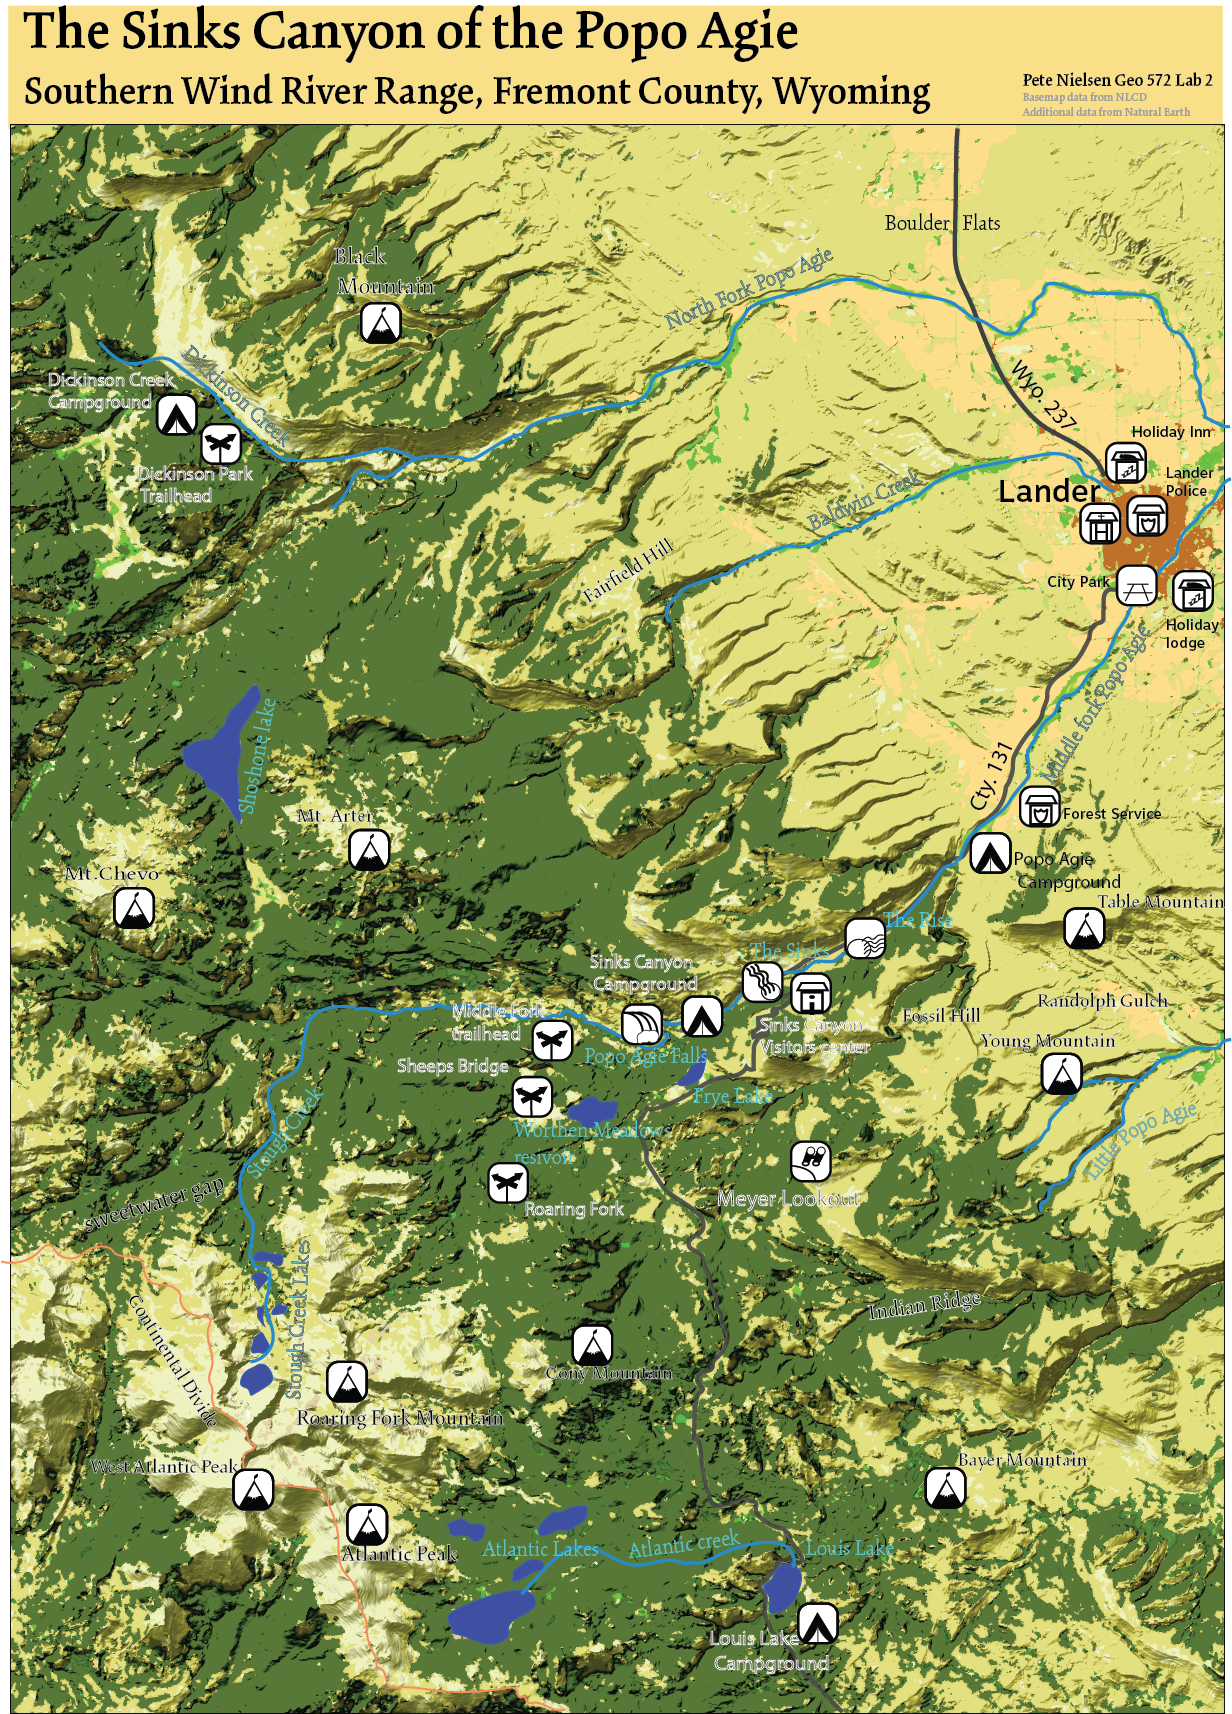 The Sinks Canyon of the Popo Agie
Southern Wind River Range, Fremont County, Wyoming
Pete Nielsen Geo 572 Lab 2
Basemap data from NLCD
Additional data from Natural Earth
Boulder Flats
Black
Mountain
North Fork Popo Agie
Dickinson Creek
Dickinson Creek
Campground
Wyo. 237
Holiday Inn
Dickinson Park
Trailhead
Lander
Police
Lander
Baldwin Creek
Fairfield Hill
City Park
Holiday
lodge
Middle fork Popo Agie
Shoshone lake
Cty. 131
Mt. Arter
Forest Service
Mt.Chevo
Popo Agie
Campground
Table Mountain
The Rise
The Sinks
Sinks Canyon
Campground
Randolph Gulch
Middle fork
trailhead
Fossil Hill
Sinks Canyon
Visitors center
Young Mountain
Popo Agie Falls
Sheeps Bridge
Frye Lake
Stough Creek
Worthen Meadows
resivoir
Little Popo Agie
sweetwater gap
Roaring Fork
Meyer Lookout
Stough Creek Lakes
Indian Ridge
Continental Divide
Cony Mountain
Roaring Fork Mountain
West Atlantic Peak
Bayer Mountain
Atlantic Peak
Atlantic Lakes
Atlantic creek
Louis Lake
Louis Lake
Campground